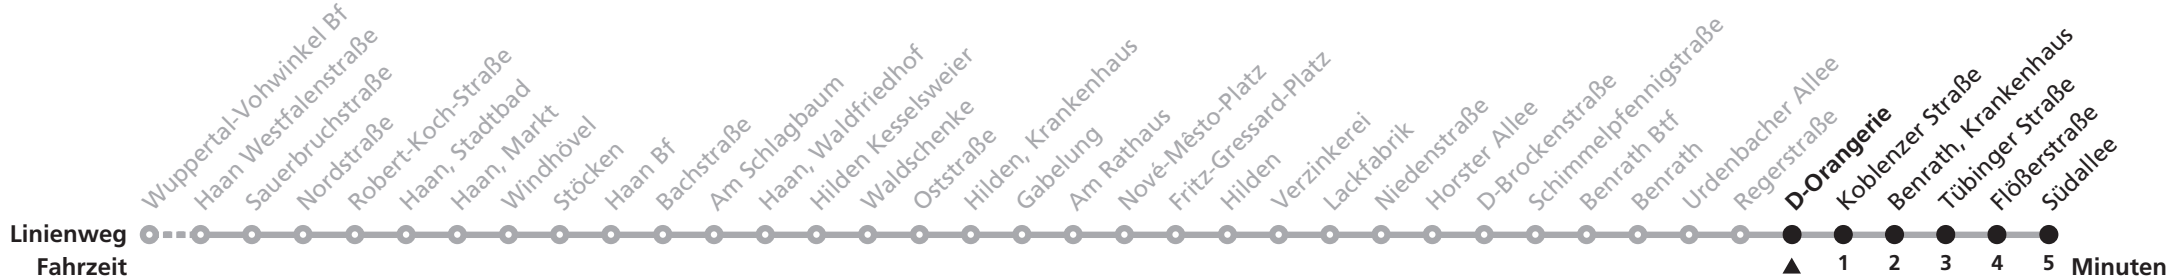 Wuppertal-Vohwinkel Bf
Haan Westfalenstraße
Sauerbruchstraße
Nordstraße
Robert-Koch-Straße
Haan, Stadtbad
Haan, Markt
Windhövel
Stöcken
Haan Bf
Bachstraße
Am Schlagbaum
Haan, Waldfriedhof
Hilden Kesselsweier
Waldschenke
Oststraße
Hilden, Krankenhaus
Gabelung
Am Rathaus
Nové-Mêsto-Platz
Fritz-Gressard-Platz
Hilden
Verzinkerei
Lackfabrik
Niedenstraße
Horster Allee
D-Brockenstraße
Schimmelpfennigstraße
Benrath Btf
Benrath
Urdenbacher Allee
Regerstraße
D-Orangerie
Koblenzer Straße
Benrath, Krankenhaus
Tübinger Straße
Flößerstraße
Südallee
Linienweg
Fahrzeit 1 2 3 4 5 Minuten